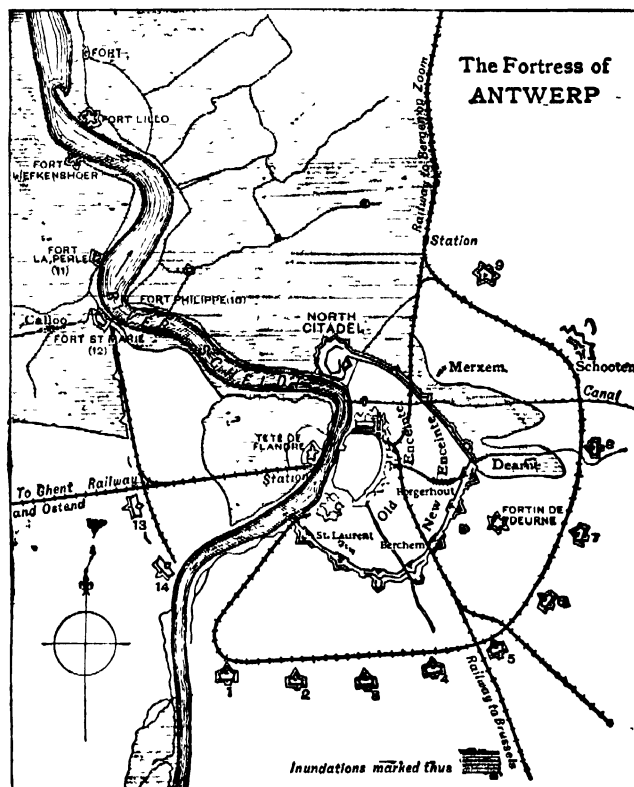 The Fortress of
ANTWERP
FORT
FORT LILLO
FORT
Railway to Bergen op Zoom
Station
9
FORT
LA PERLE
(11)
FORT PHILIPPE (10)
Calloo
FORT ST MARIE
(12)
NORTH
CITADEL
SCHELDT
Merxem
Schooten
Canal
Enceinte
Enceinte
TETE DE
FLANDRE
8
Station
To Ghent Railway
and Ostend
Borgerhout
Old
New
FORTIN DE
DEURNE
13
St. Laurent
Berchem
7
14
6
5
1
2
3
4
Railway to Brussels
Inundations marked thus